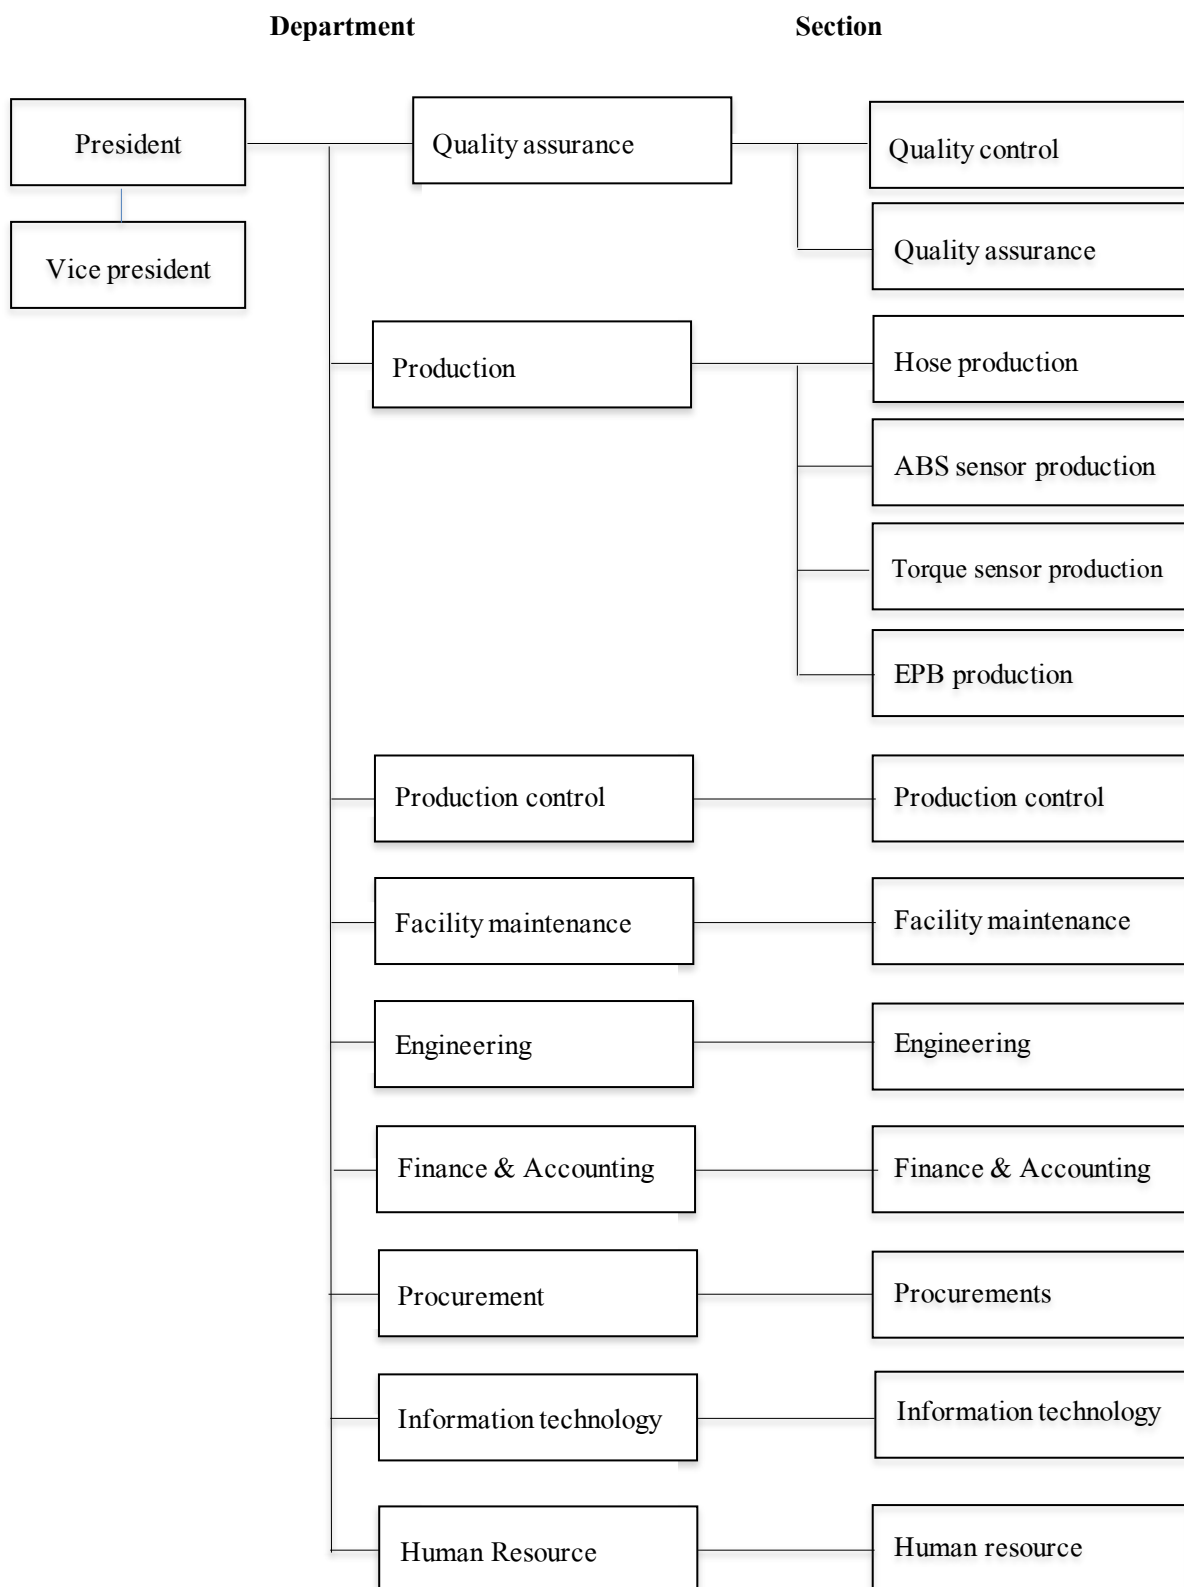 Department
Section
President
Quality assurance
Quality control
Vice president
Quality assurance
Production
Hose production
ABS sensor production
Torque sensor production
EPB production
Production control
Production control
Facility maintenance
Facility maintenance
Engineering
Engineering
Finance & Accounting
Finance & Accounting
Procurement
Procurements
Information technology
Information technology
Human Resource
Human resource